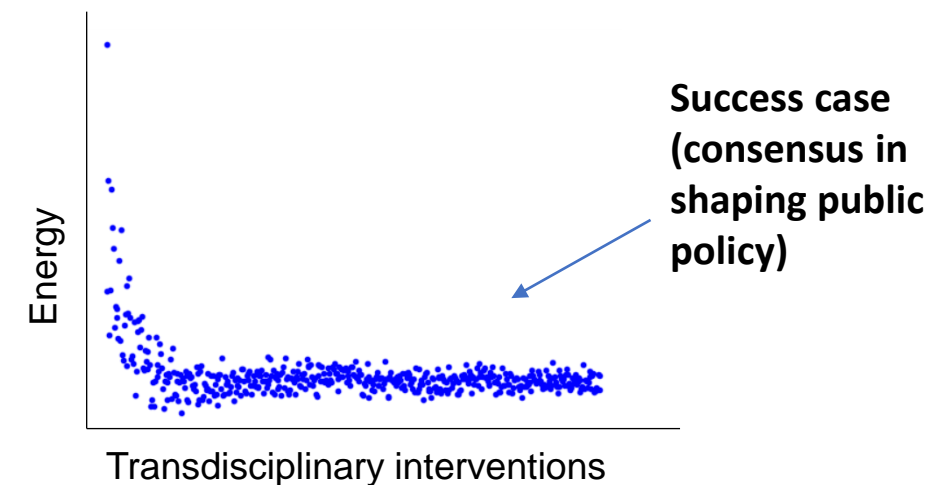 Success case
(consensus in
shaping public
policy)
Energy
Transdisciplinary interventions